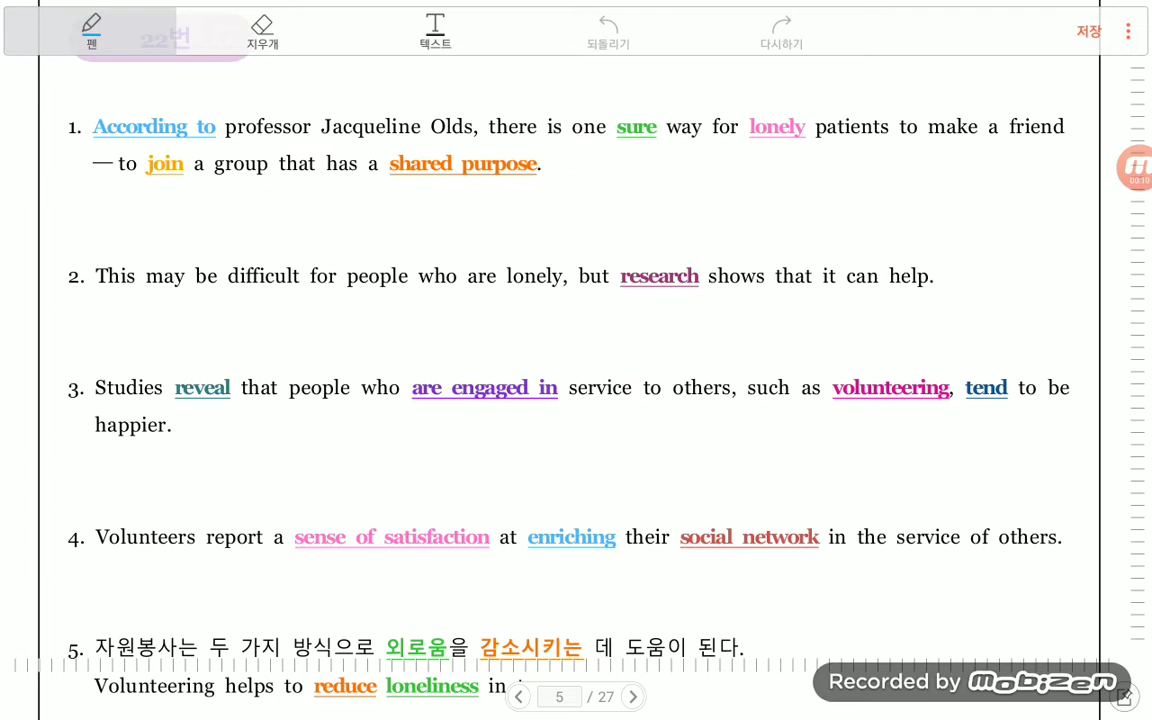 펜
지우개
텍스트
되돌리기
다시하기
저장
22번
00:10
1. According to professor Jacqueline Olds, there is one sure way for lonely patients to make a friend
— to join a group that has a shared purpose.
2. This may be difficult for people who are lonely, but research shows that it can help.
3. Studies reveal that people who are engaged in service to others, such as volunteering, tend to be
happier.
4. Volunteers report a sense of satisfaction at enriching their social network in the service of others.
5. 자원봉사는 두 가지 방식으로 외로움을 감소시키는 데 도움이 된다.
Volunteering helps to reduce loneliness in
5 / 27
Recorded by mobizen